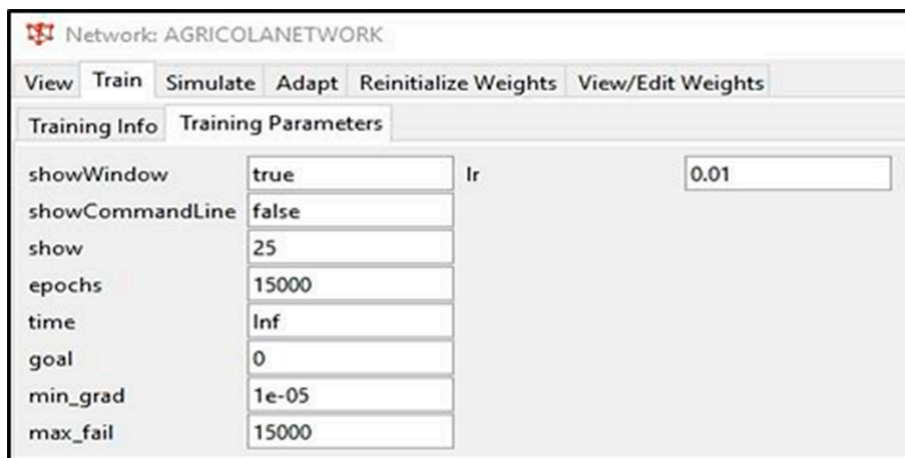 Network: AGRICOLANETWORK
View Train Simulate Adapt Reinitialize Weights View/Edit Weights
Training Info Training Parameters
showWindow true lr 0.01
showCommandLine false
show 25
epochs 15000
time Inf
goal 0
min_grad 1e-05
max_fail 15000